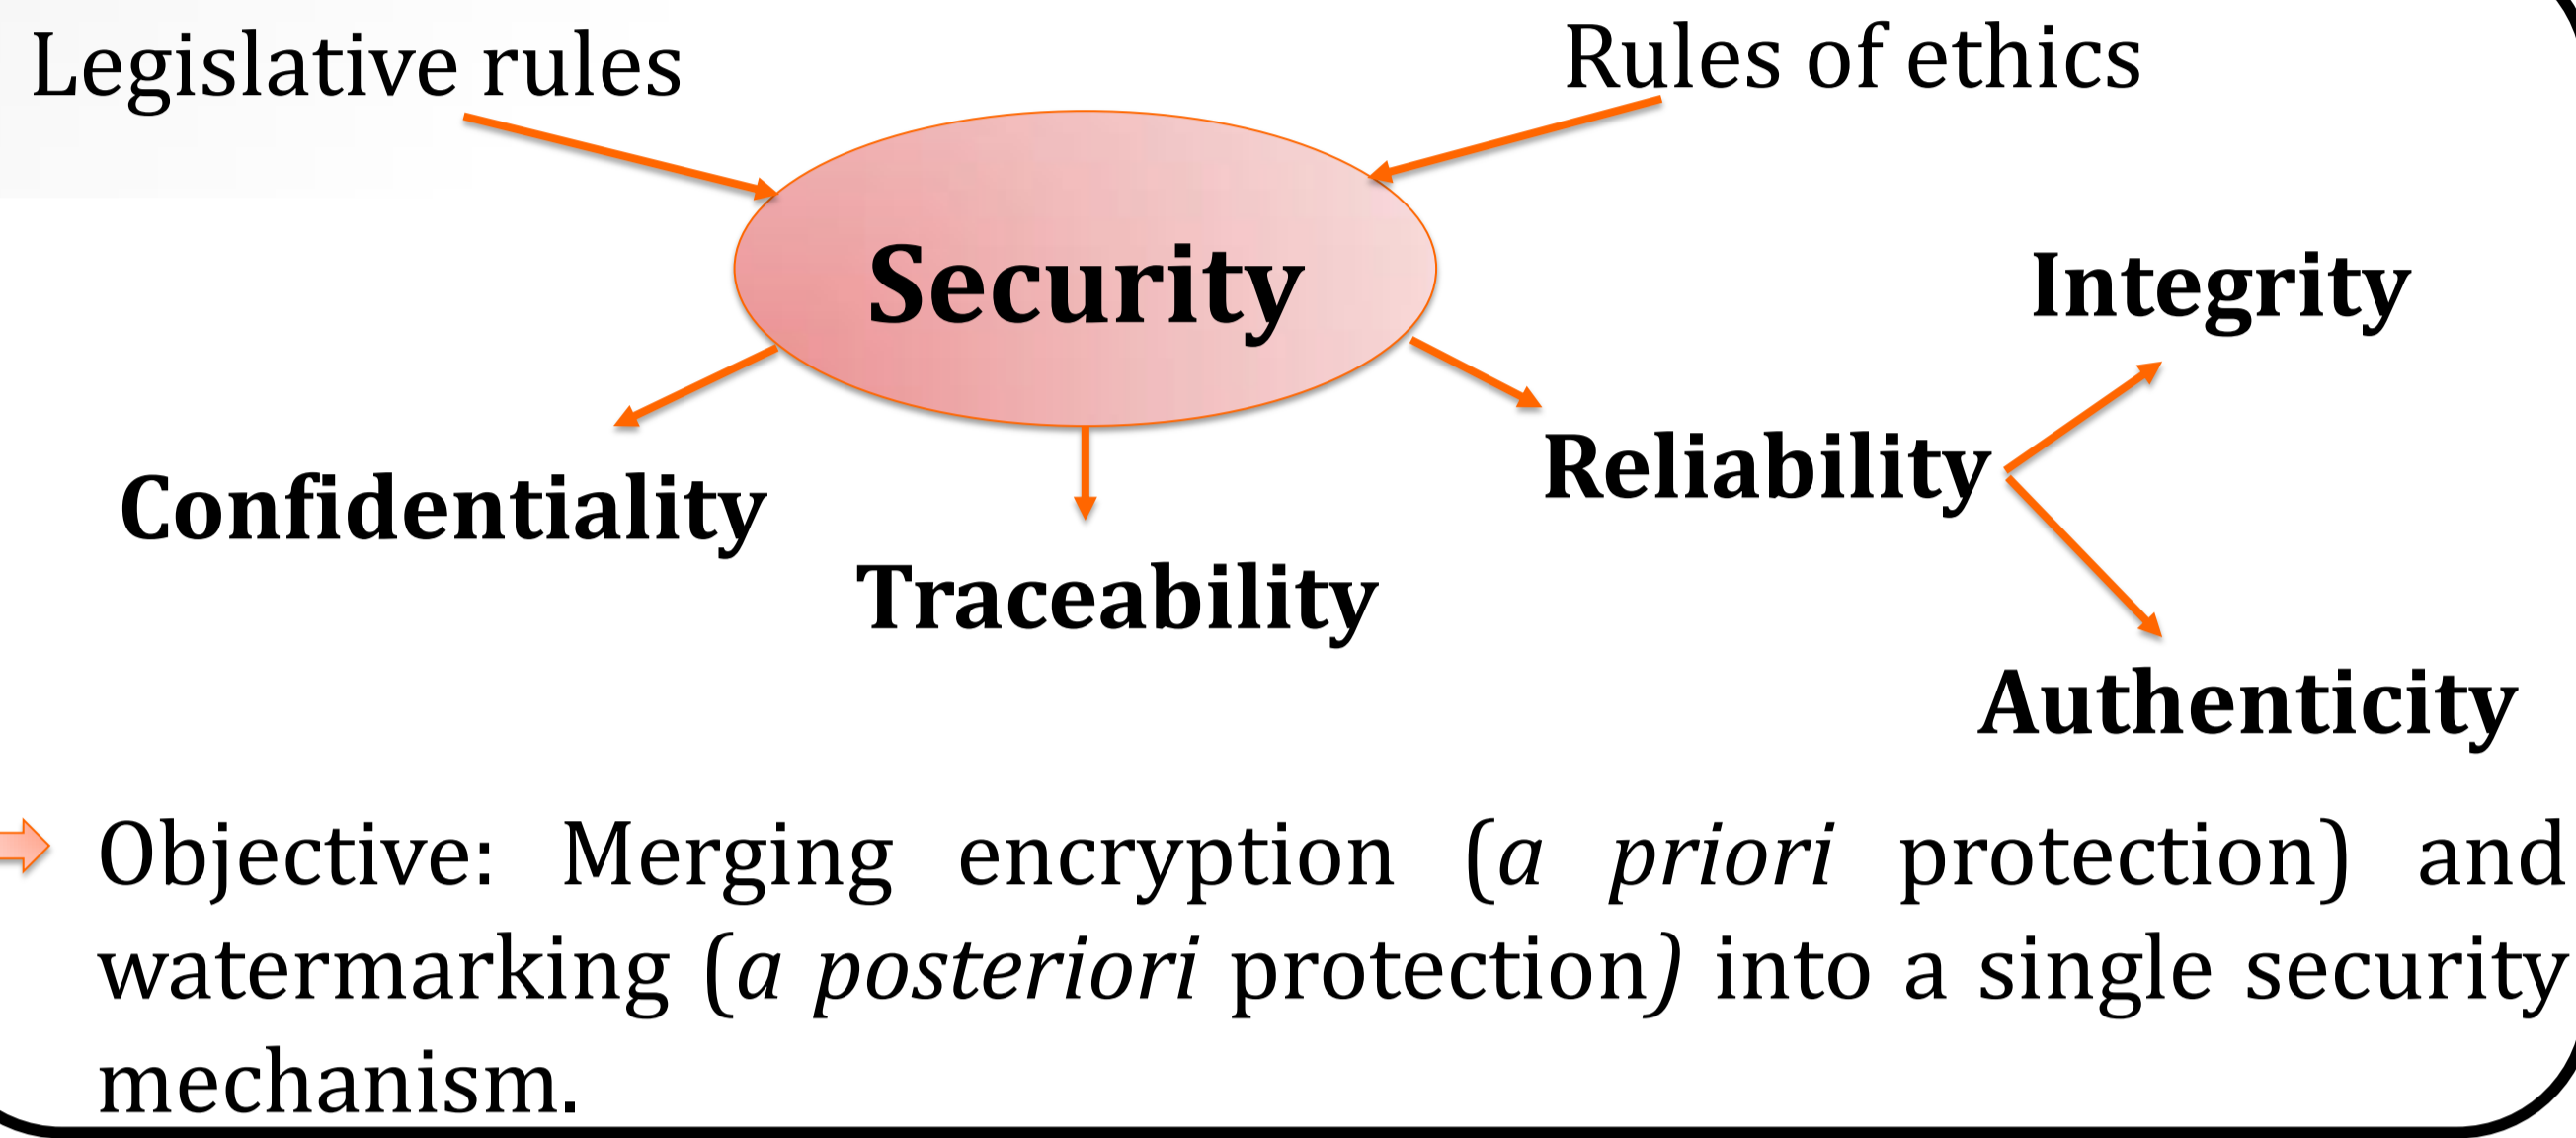 Legislative rules
Rules of ethics
Security
Integrity
Reliability
Confidentiality
Traceability
Authenticity
Objective: Merging encryption (a priori protection) and
watermarking (a posteriori protection) into a single security
mechanism.